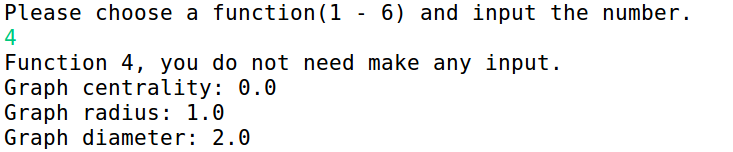 Please choose a function(1 - 6) and input the number.
4
Function 4, you do not need make any input.
Graph centrality: 0.0
Graph radius: 1.0
Graph diameter: 2.0